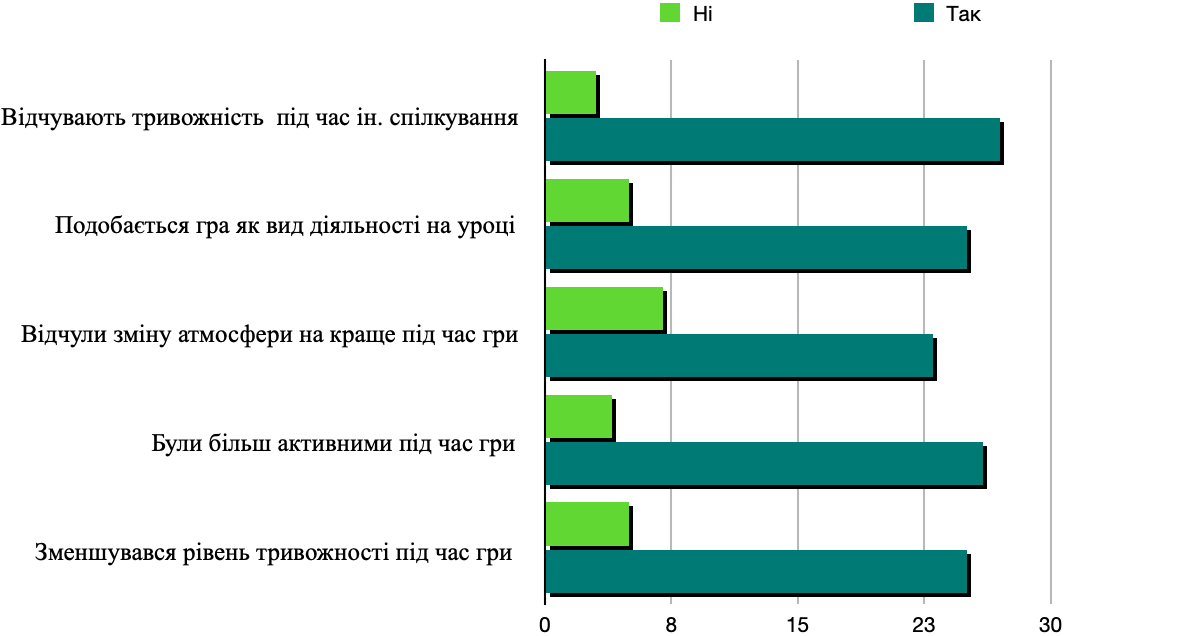 Ні Так
Відчувають тривожність під час ін. спілкування
Подобається гра як вид діяльності на уроці
Відчули зміну атмосфери на краще під час гри
Були більш активними під час гри
Зменшувався рівень тривожності під час гри
0 8 15 23 30